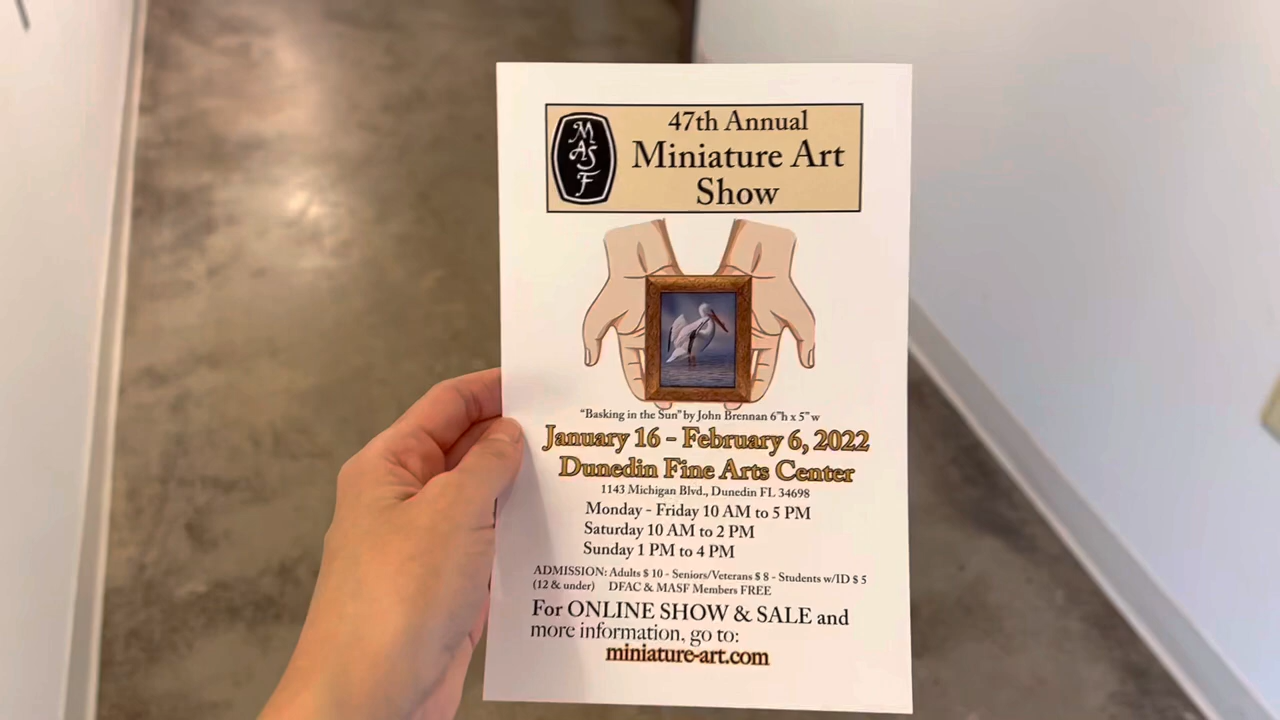 MASF
47th Annual
Miniature Art
Show
"Basking in the Sun" by John Brennan 6"h x 5" w
January 16 - February 6, 2022
Dunedin Fine Arts Center
1143 Michigan Blvd., Dunedin FL 34698
Monday - Friday 10 AM to 5 PM
Saturday 10 AM to 2 PM
Sunday 1 PM to 4 PM
ADMISSION: Adults $ 10 - Seniors/Veterans $ 8 - Students w/ID $ 5
(12 & under) DFAC & MASF Members FREE
For ONLINE SHOW & SALE and
more information, go to:
miniature-art.com